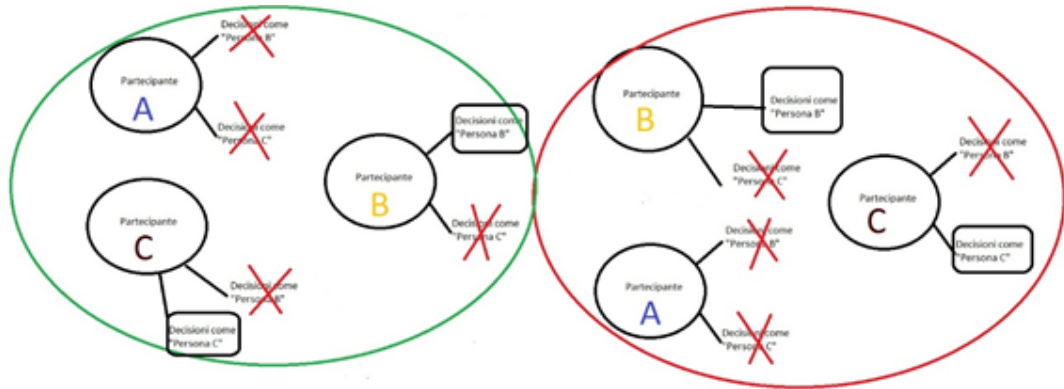 Decisioni come
"Persona B"
Partecipante
A
Decisioni come
"Persona C"
Decisioni come
"Persona B"
Partecipante
B
Decisioni come
"Persona C"
Partecipante
C
Decisioni come
"Persona B"
Decisioni come
"Persona C"
Partecipante
B
Decisioni come
"Persona B"
Decisioni come
"Persona C"
Decisioni come
"Persona B"
Partecipante
C
Decisioni come
"Persona C"
Decisioni come
"Persona B"
Partecipante
A
Decisioni come
"Persona C"